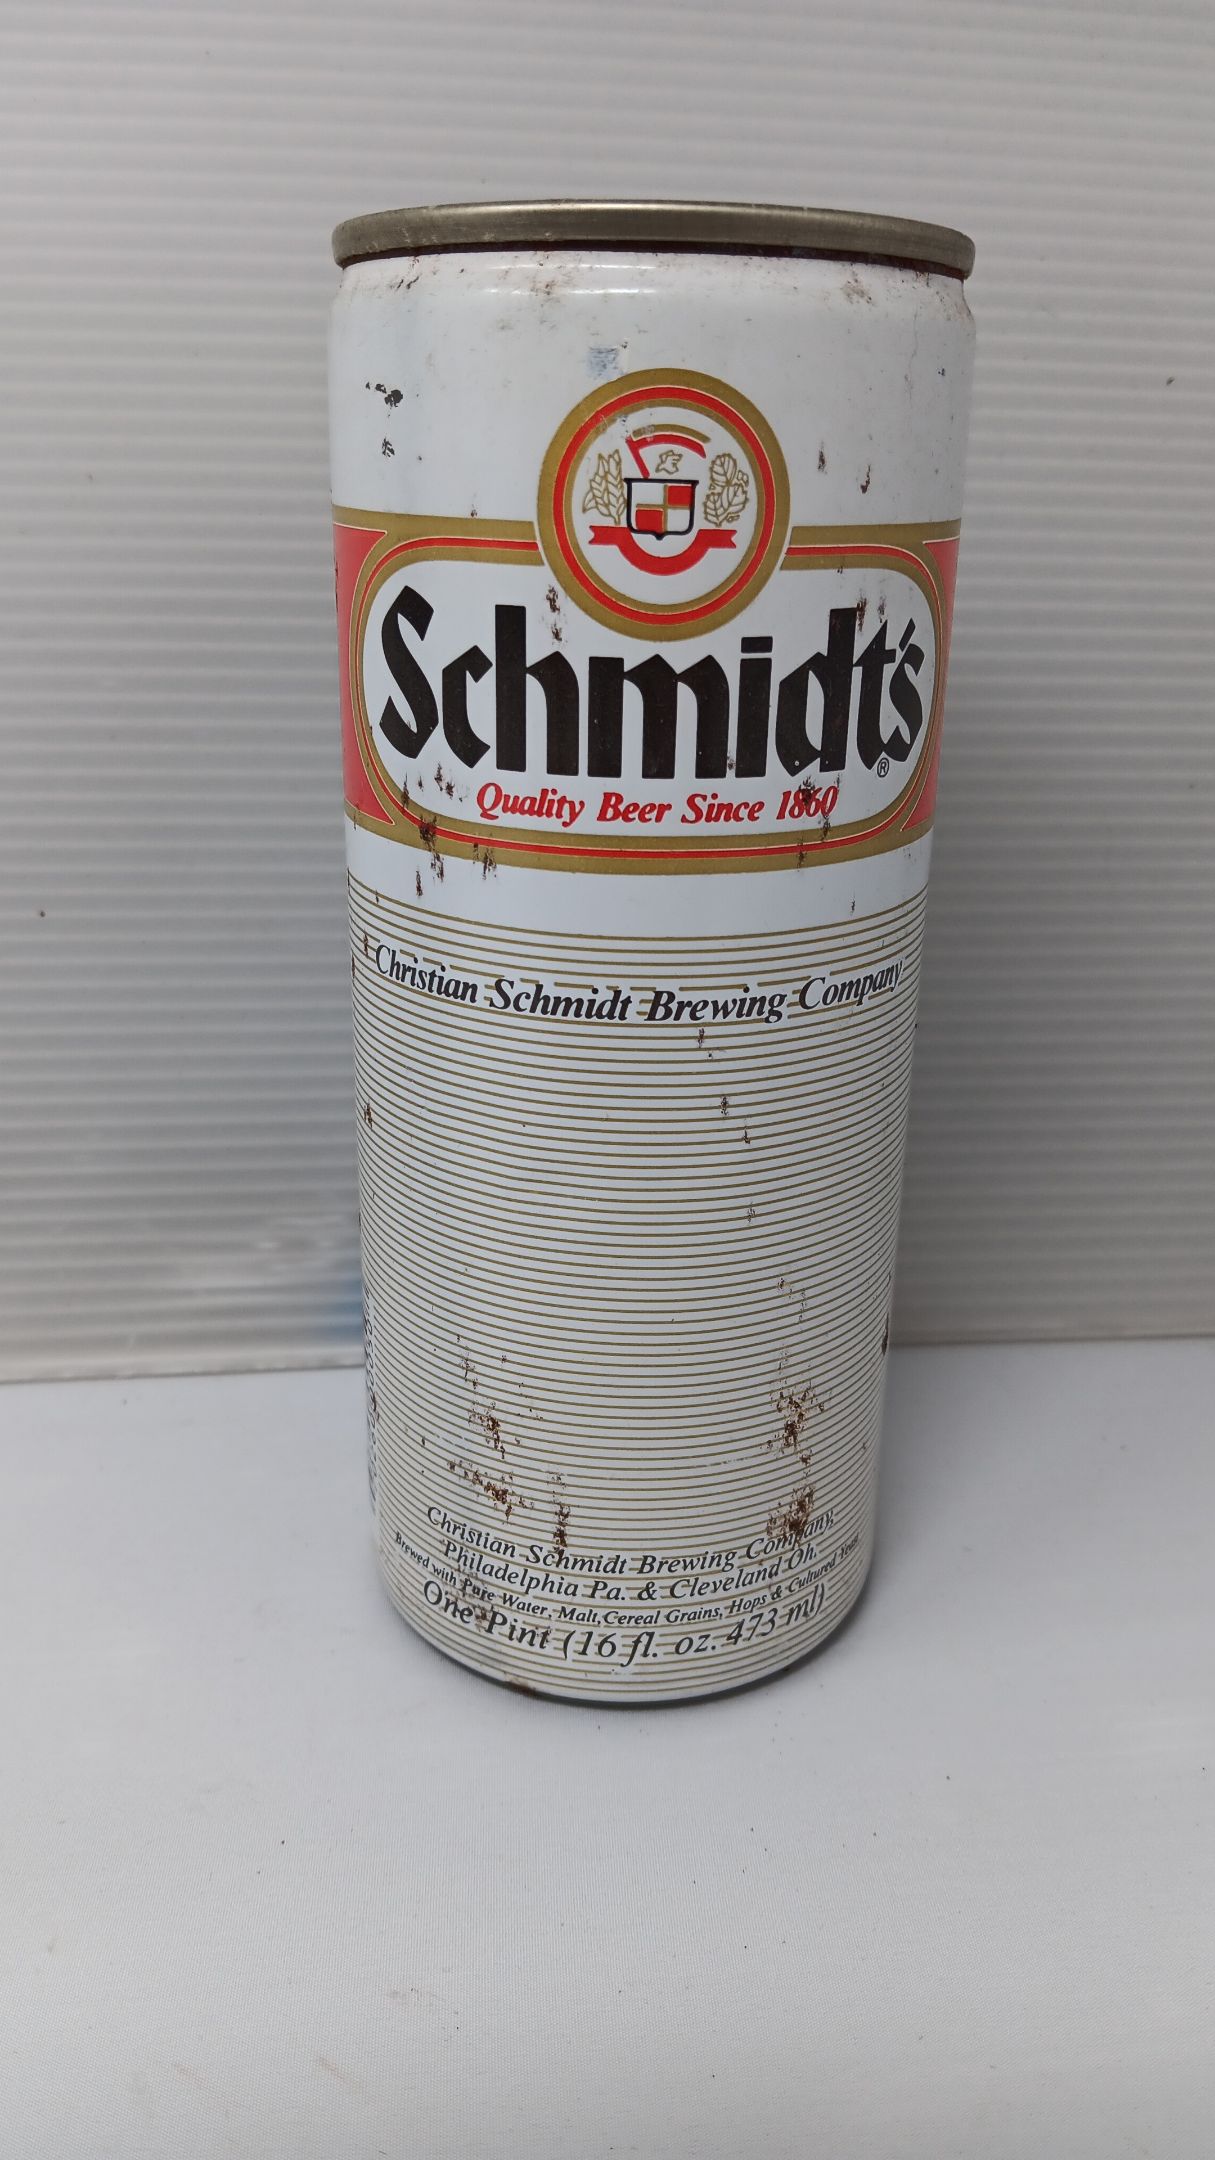 Schmidt's®
Quality Beer Since 1860
Christian Schmidt Brewing Company
Christian Schmidt Brewing Company,
Philadelphia Pa. & Cleveland Oh.
Brewed with Pure Water, Malt, Cereal Grains, Hops & Cultured Yeast
One Pint (16 fl. oz. 473 ml)